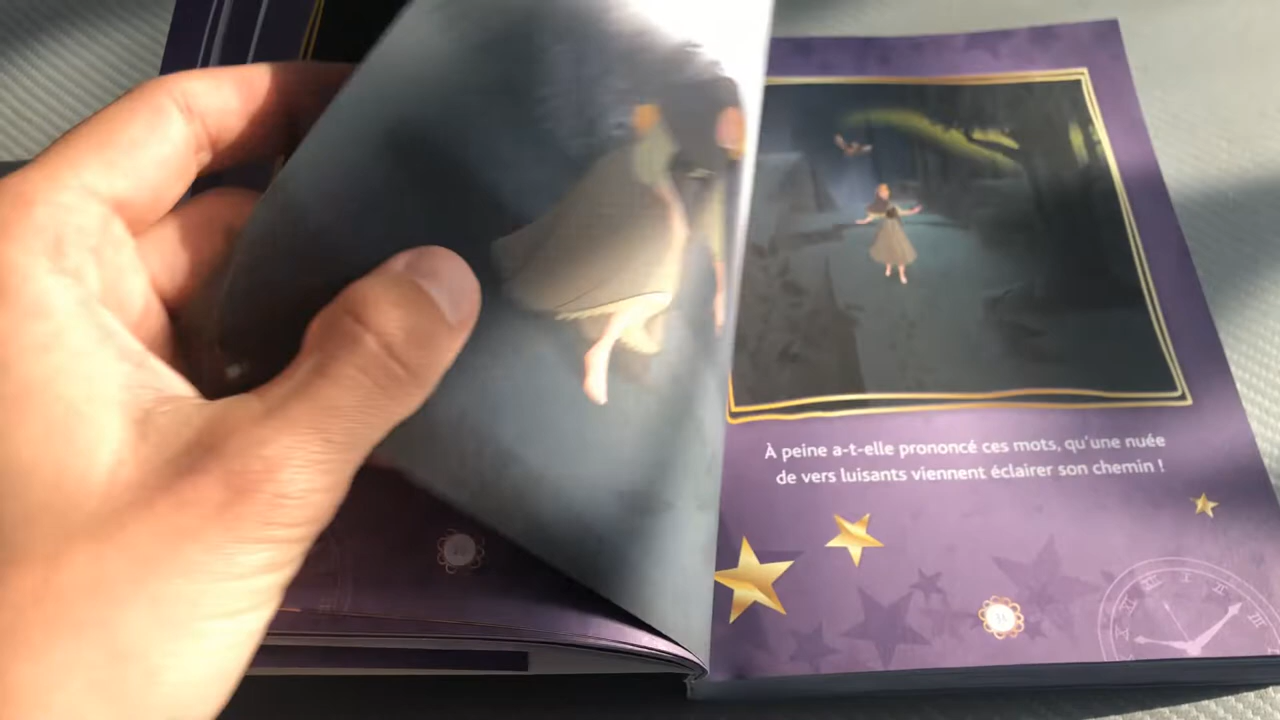 À peine a-t-elle prononcé ces mots, qu'une nuée
de vers luisants viennent éclairer son chemin !